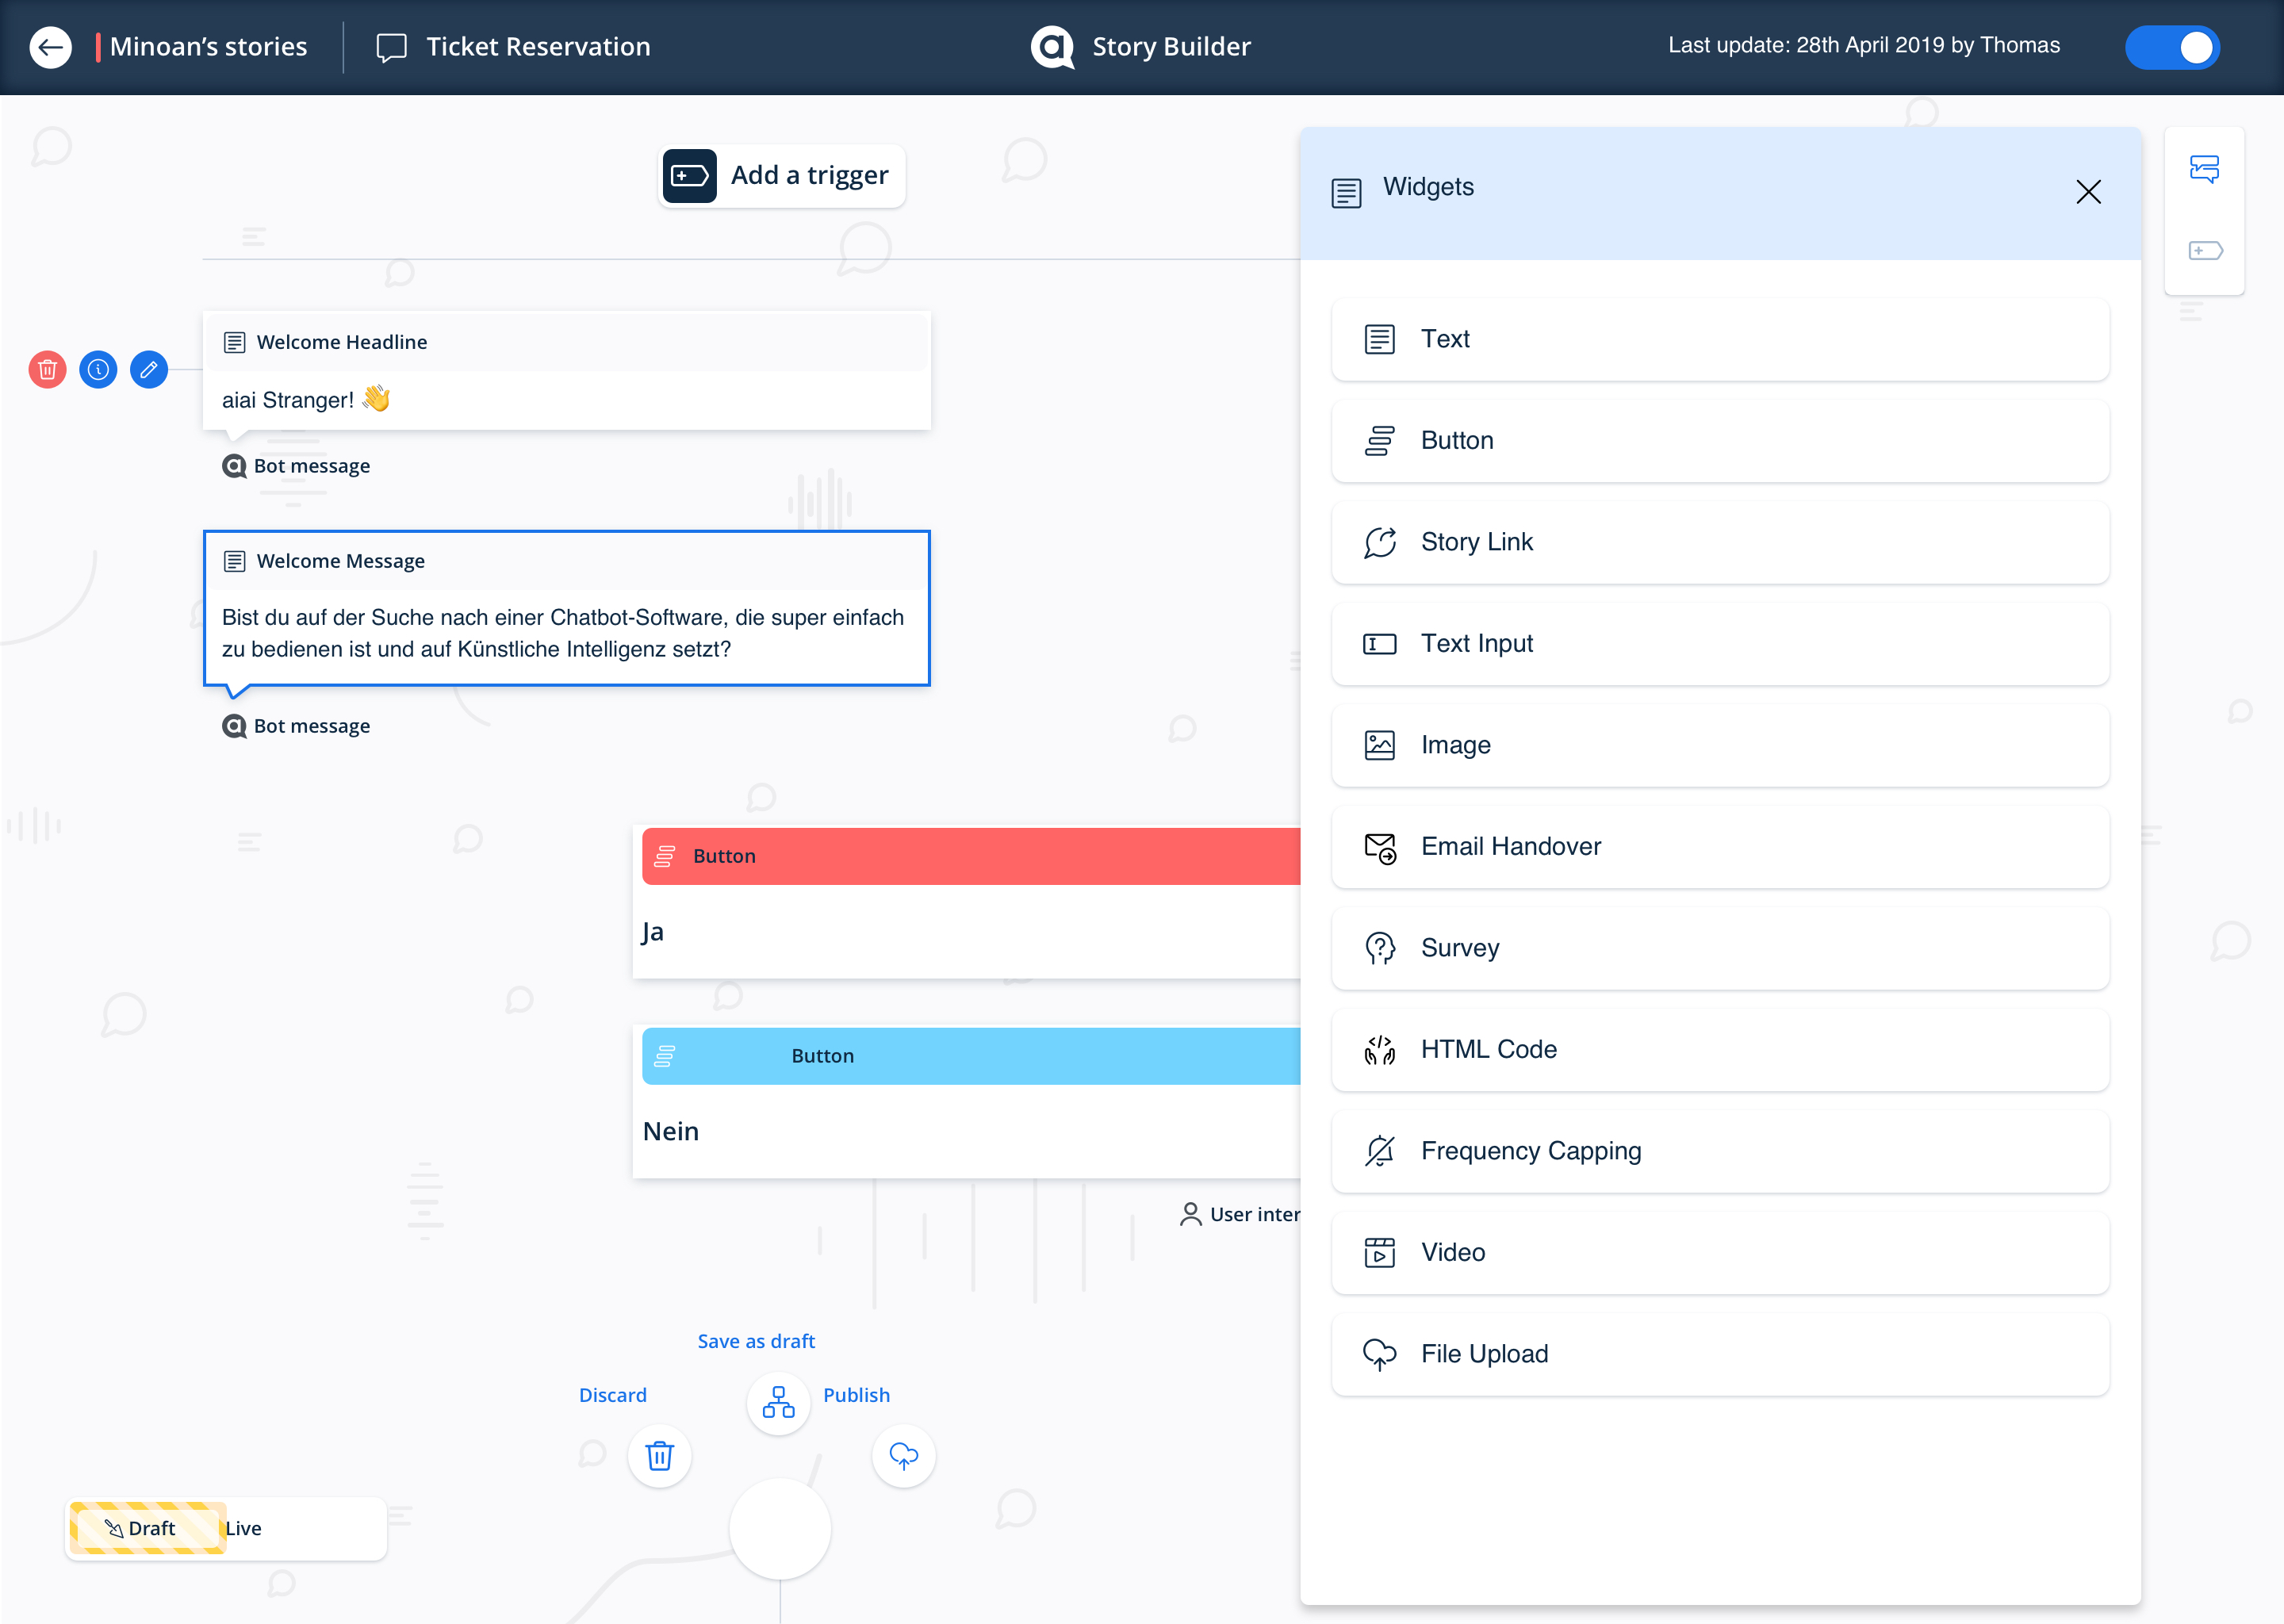 Minoan’s stories
Ticket Reservation
Story Builder
Last update: 28th April 2019 by Thomas
Add a trigger
Welcome Headline
aiai Stranger! 👋
Bot message
Welcome Message
Bist du auf der Suche nach einer Chatbot-Software, die super einfach
zu bedienen ist und auf Künstliche Intelligenz setzt?
Bot message
Button
Ja
Button
Nein
User inter
Save as draft
Discard
Publish
Draft
Live
Widgets
Text
Button
Story Link
Text Input
Image
Email Handover
Survey
HTML Code
Frequency Capping
Video
File Upload